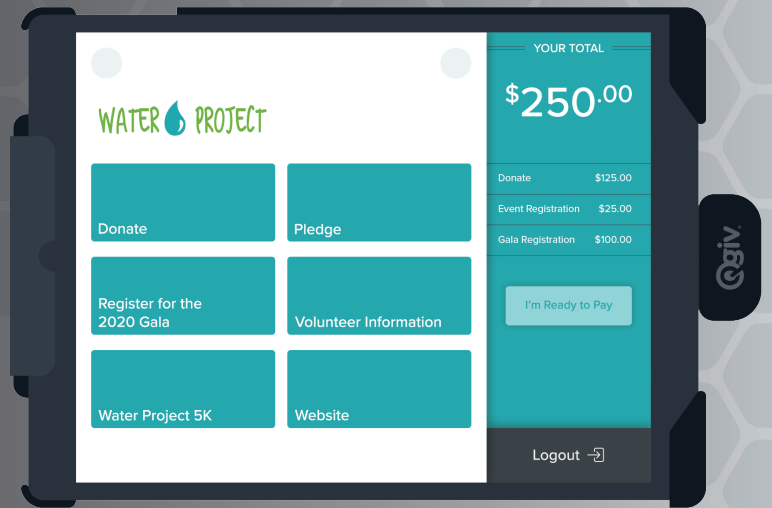 WATER PROJECT
Donate
Pledge
Register for the
2020 Gala
Volunteer Information
Water Project 5K
Website
YOUR TOTAL
$250.00
Donate $125.00
Event Registration $25.00
Gala Registration $100.00
I'm Ready to Pay
Logout
Qgiv